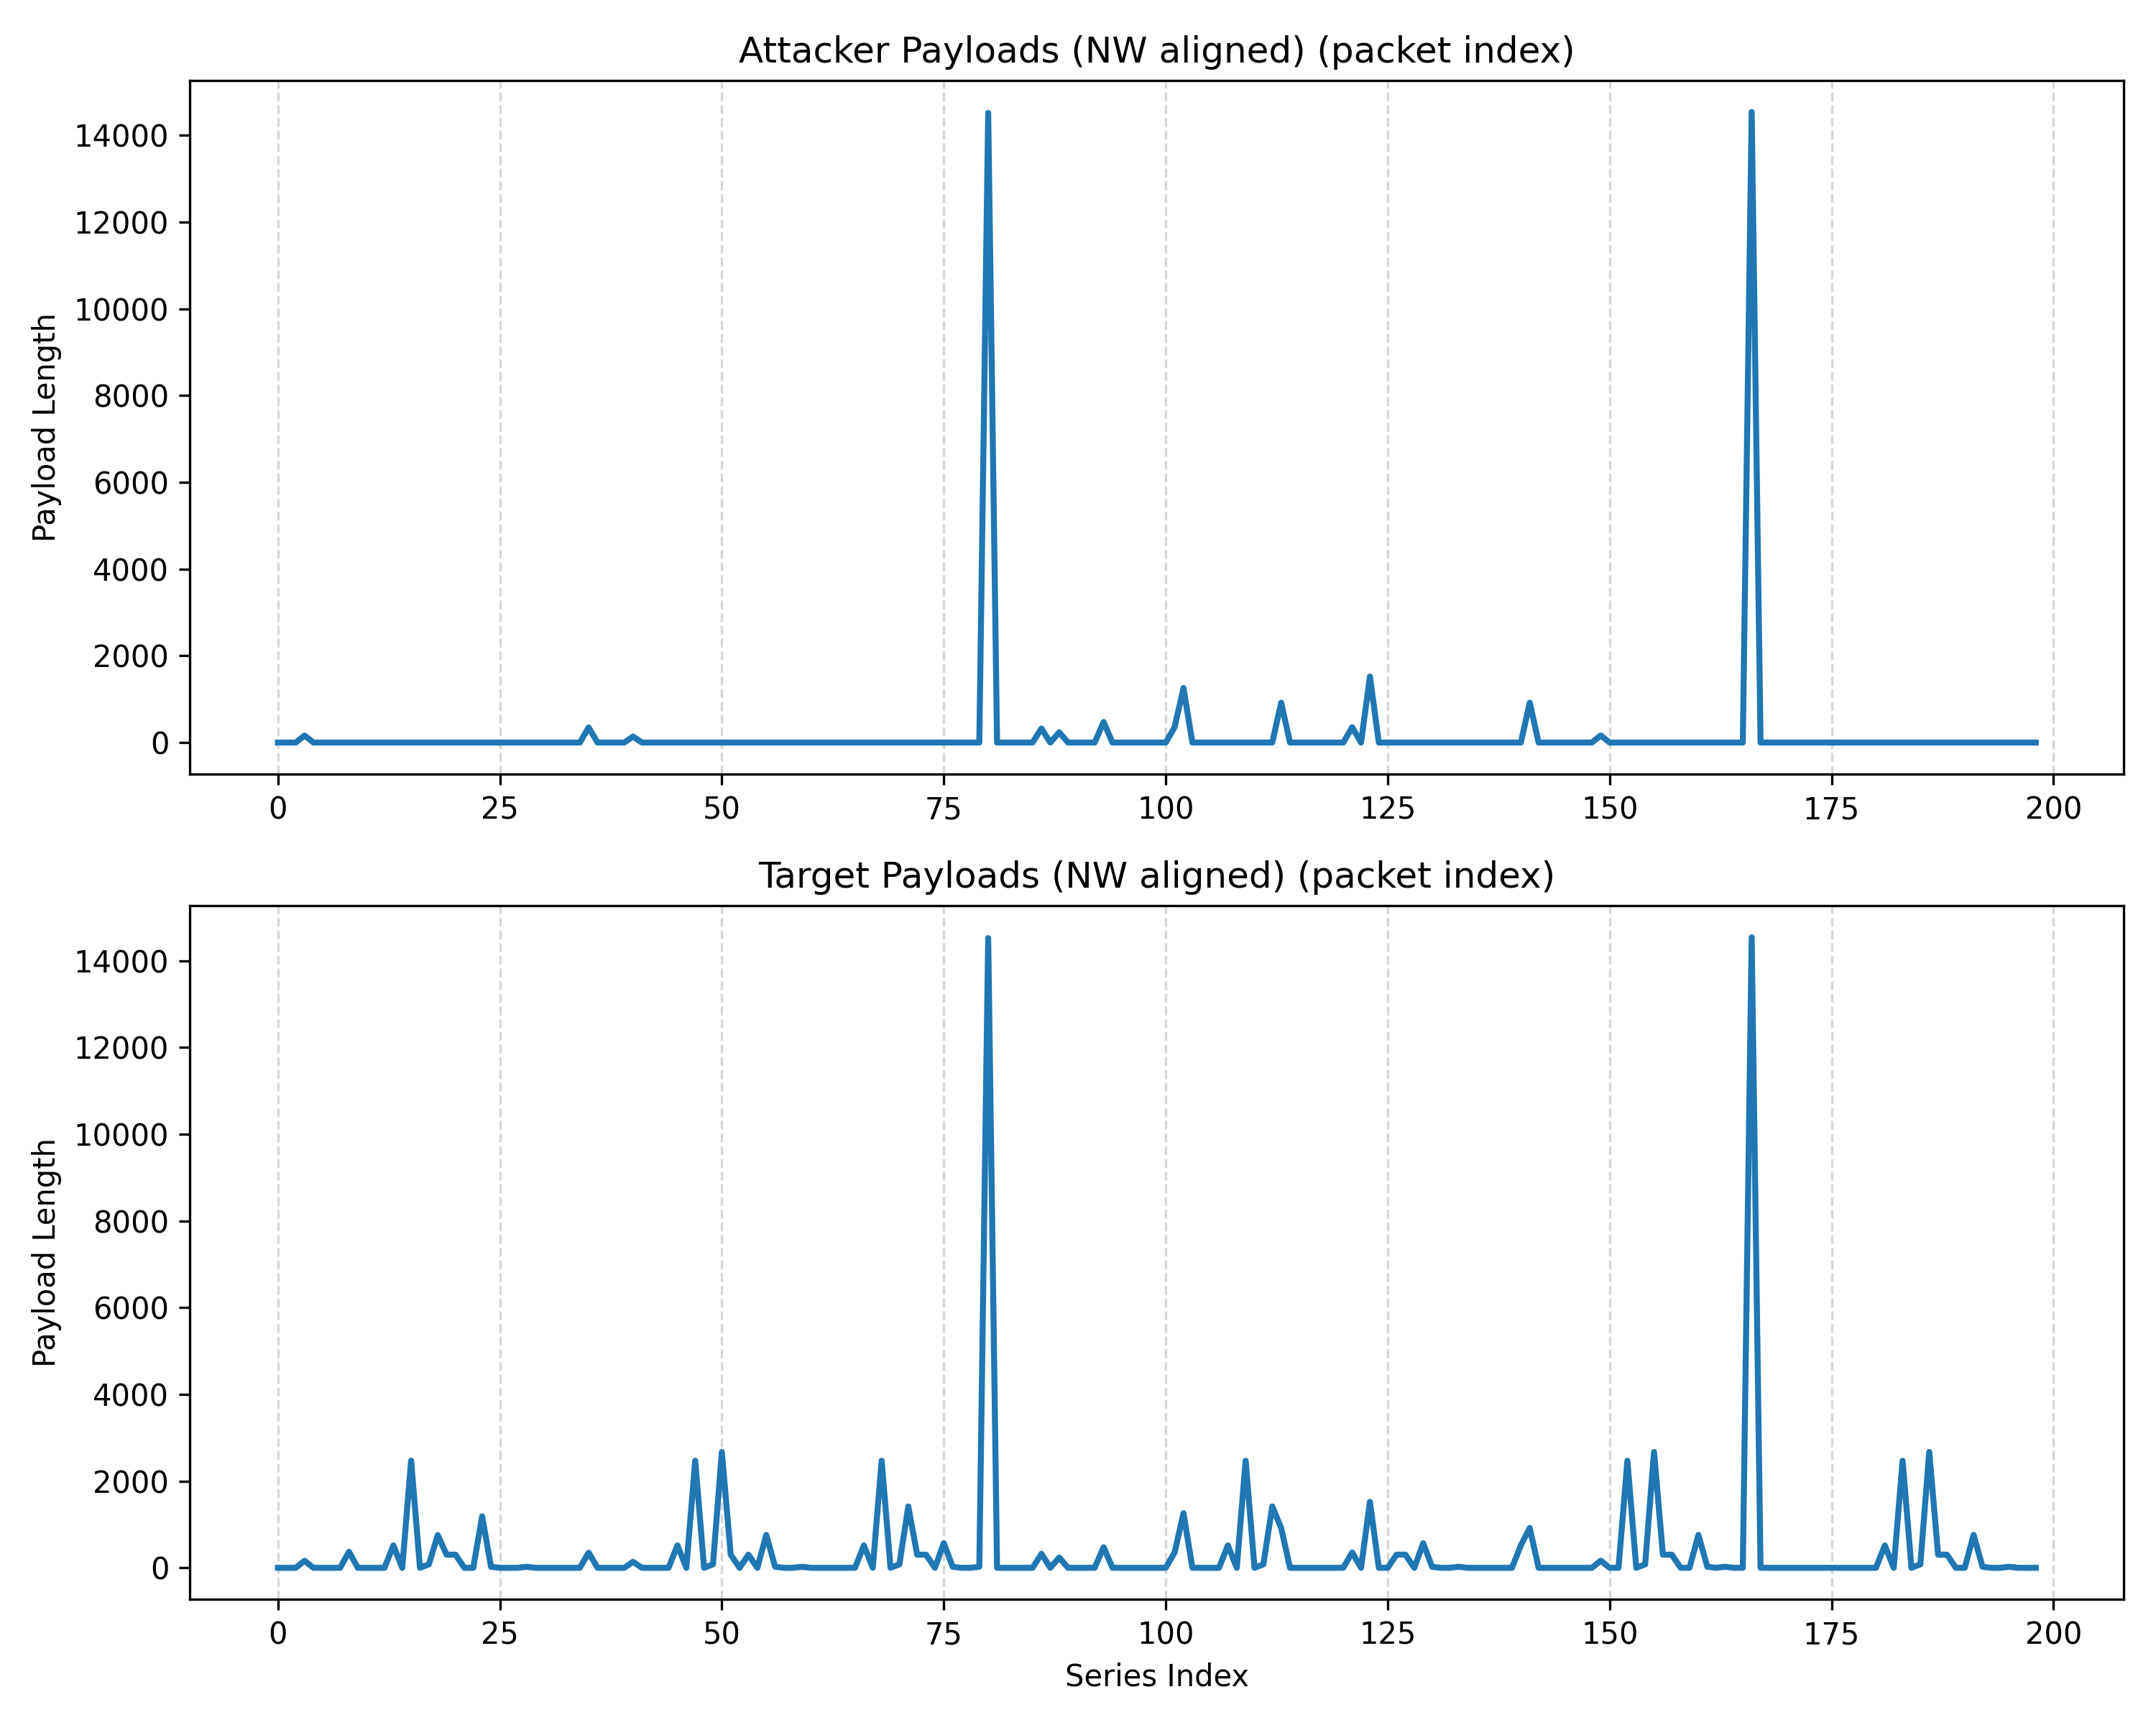 Attacker Payloads (NW aligned) (packet index)
Payload Length
14000
12000
10000
8000
6000
4000
2000
0
0 25 50 75 100 125 150 175 200
Target Payloads (NW aligned) (packet index)
Payload Length
14000
12000
10000
8000
6000
4000
2000
0
0 25 50 75 100 125 150 175 200
Series Index